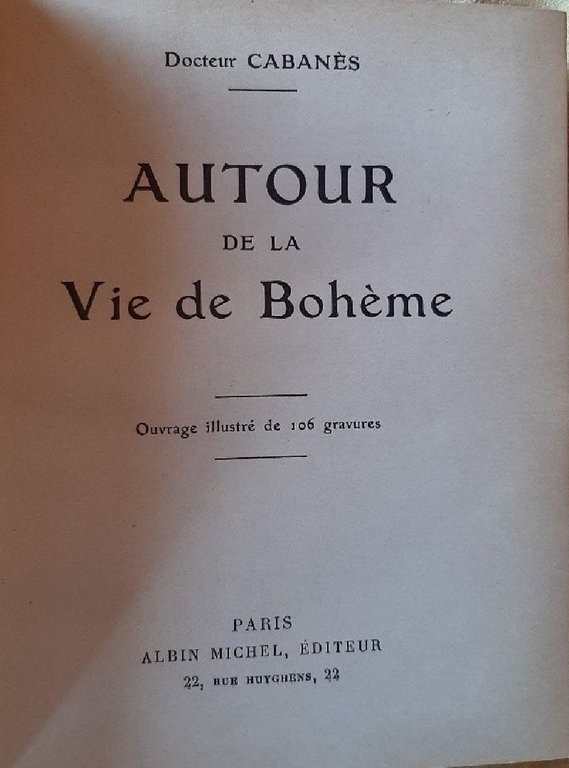 Docteur CABANÈS
AUTOUR
DE LA
Vie de Bohème
Ouvrage illustré de 106 gravures
PARIS
ALBIN MICHEL, ÉDITEUR
22, RUE HUYGHENS, 22